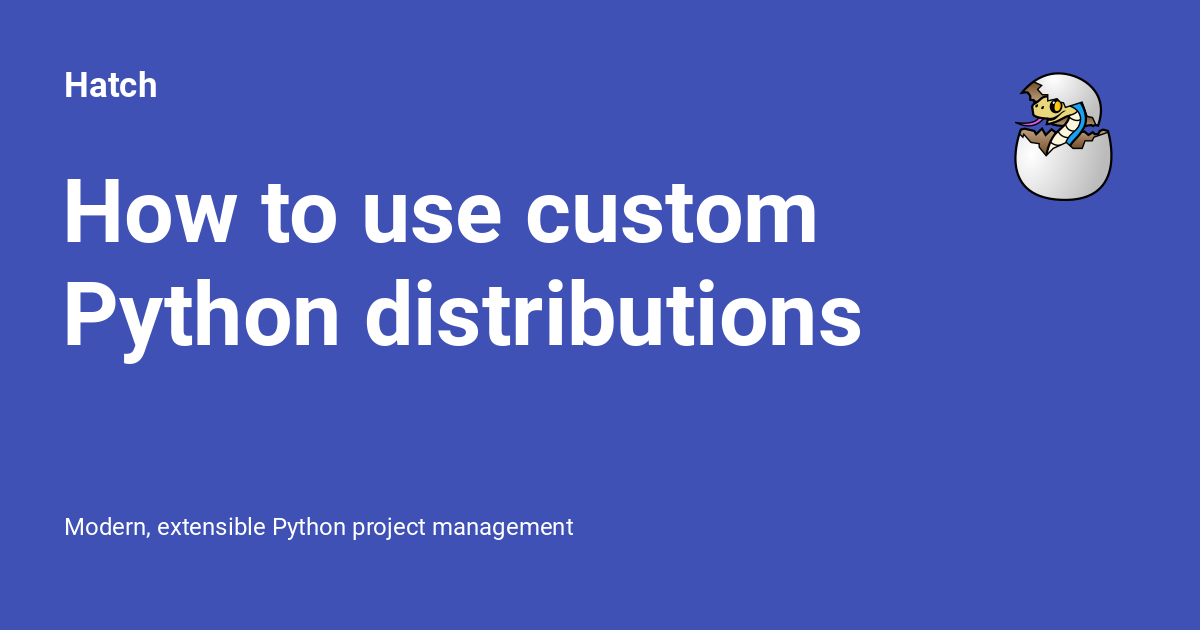 Hatch
How to use custom
Python distributions
Modern, extensible Python project management